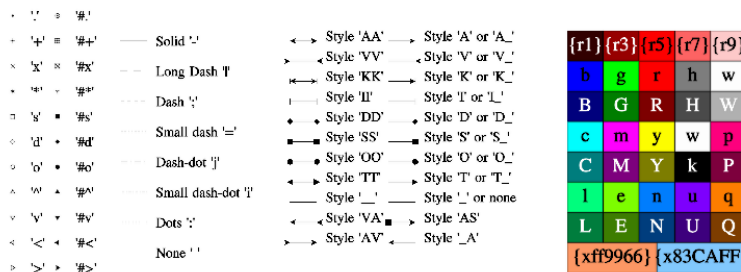 '.' '#.'
'+' '#+'
'x' '#x'
'*' '#*'
's' '#s'
'd' '#d'
'o' '#o'
'^' '#^'
'v' '#v'
'<' '#<'
'>' '#>'
Solid '-'
Long Dash '|'
Dash ';'
Small dash '='
Dash-dot 'j'
Small dash-dot 'i'
Dots ':'
None ' '
Style 'AA' Style 'A' or 'A_'
Style 'VV' Style 'V' or 'V_'
Style 'KK' Style 'K' or 'K_'
Style 'II' Style 'I' or 'I_'
Style 'DD' Style 'D' or 'D_'
Style 'SS' Style 'S' or 'S_'
Style 'OO' Style 'O' or 'O_'
Style 'TT' Style 'T' or 'T_'
Style '__' Style '_' or none
Style 'VA' Style 'AS'
Style 'AV' Style '_A'
{r1} {r3} {r5} {r7} {r9}
b g r h w
B G R H W
c m y w p
C M Y k P
l e n u q
L E N U Q
{xff9966} {x83CAFF}